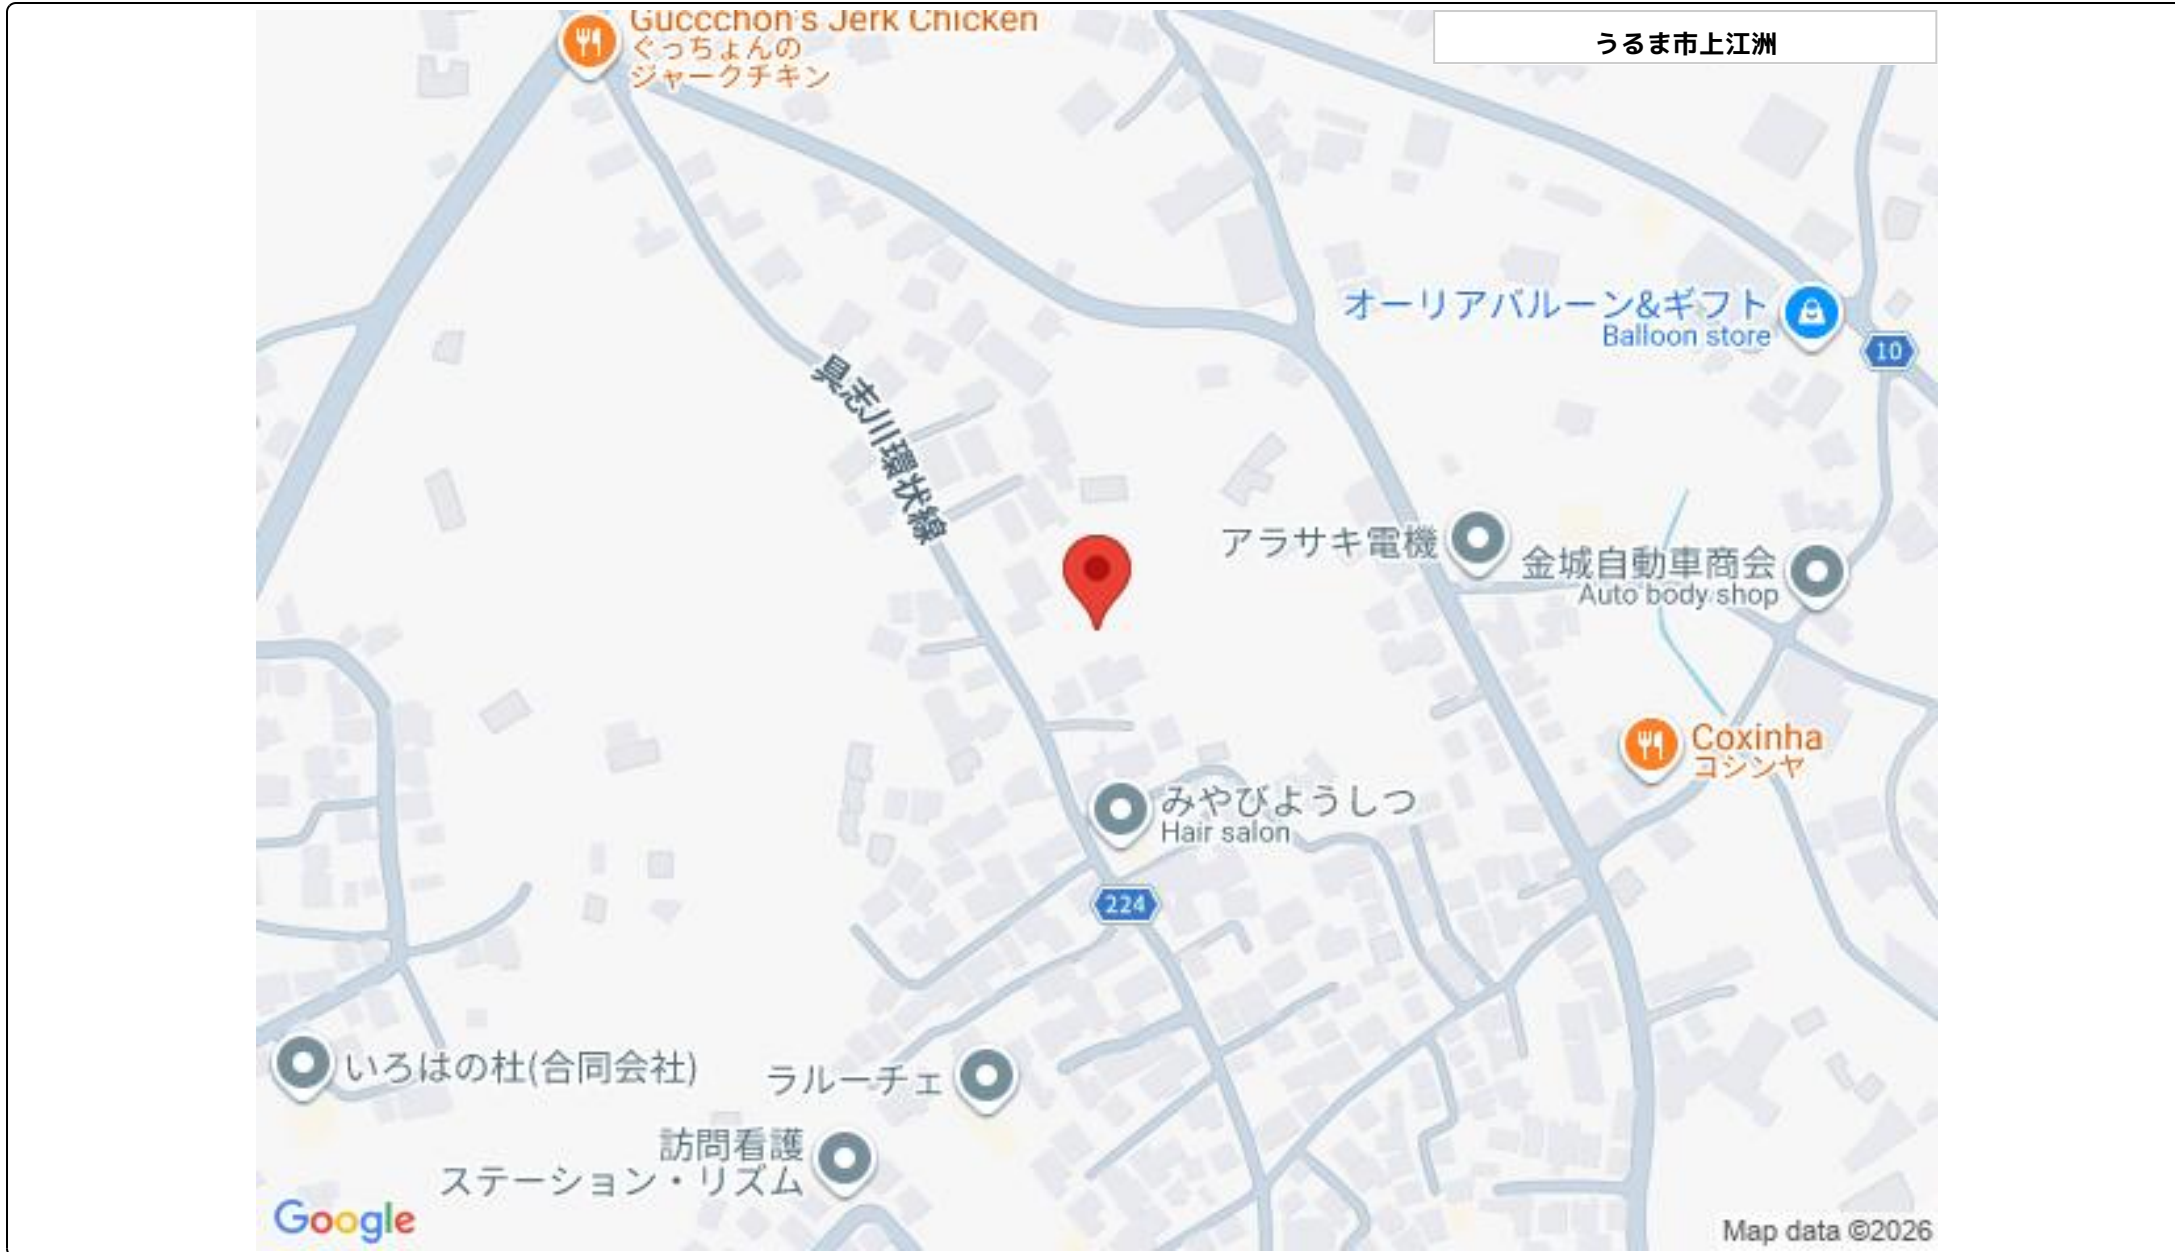 Guccchon's Jerk Chicken
ぐっちょんの
ジャークチキン
うるま市上江洲
オーリアバルーン&ギフト
Balloon store
10
具志川環状線
アラサキ電機
金城自動車商会
Auto body shop
Coxinha
コシンヤ
みやびようしつ
Hair salon
224
いろはの杜(合同会社)
ラルーチェ
訪問看護
ステーション・リズム
Google
Map data ©2026